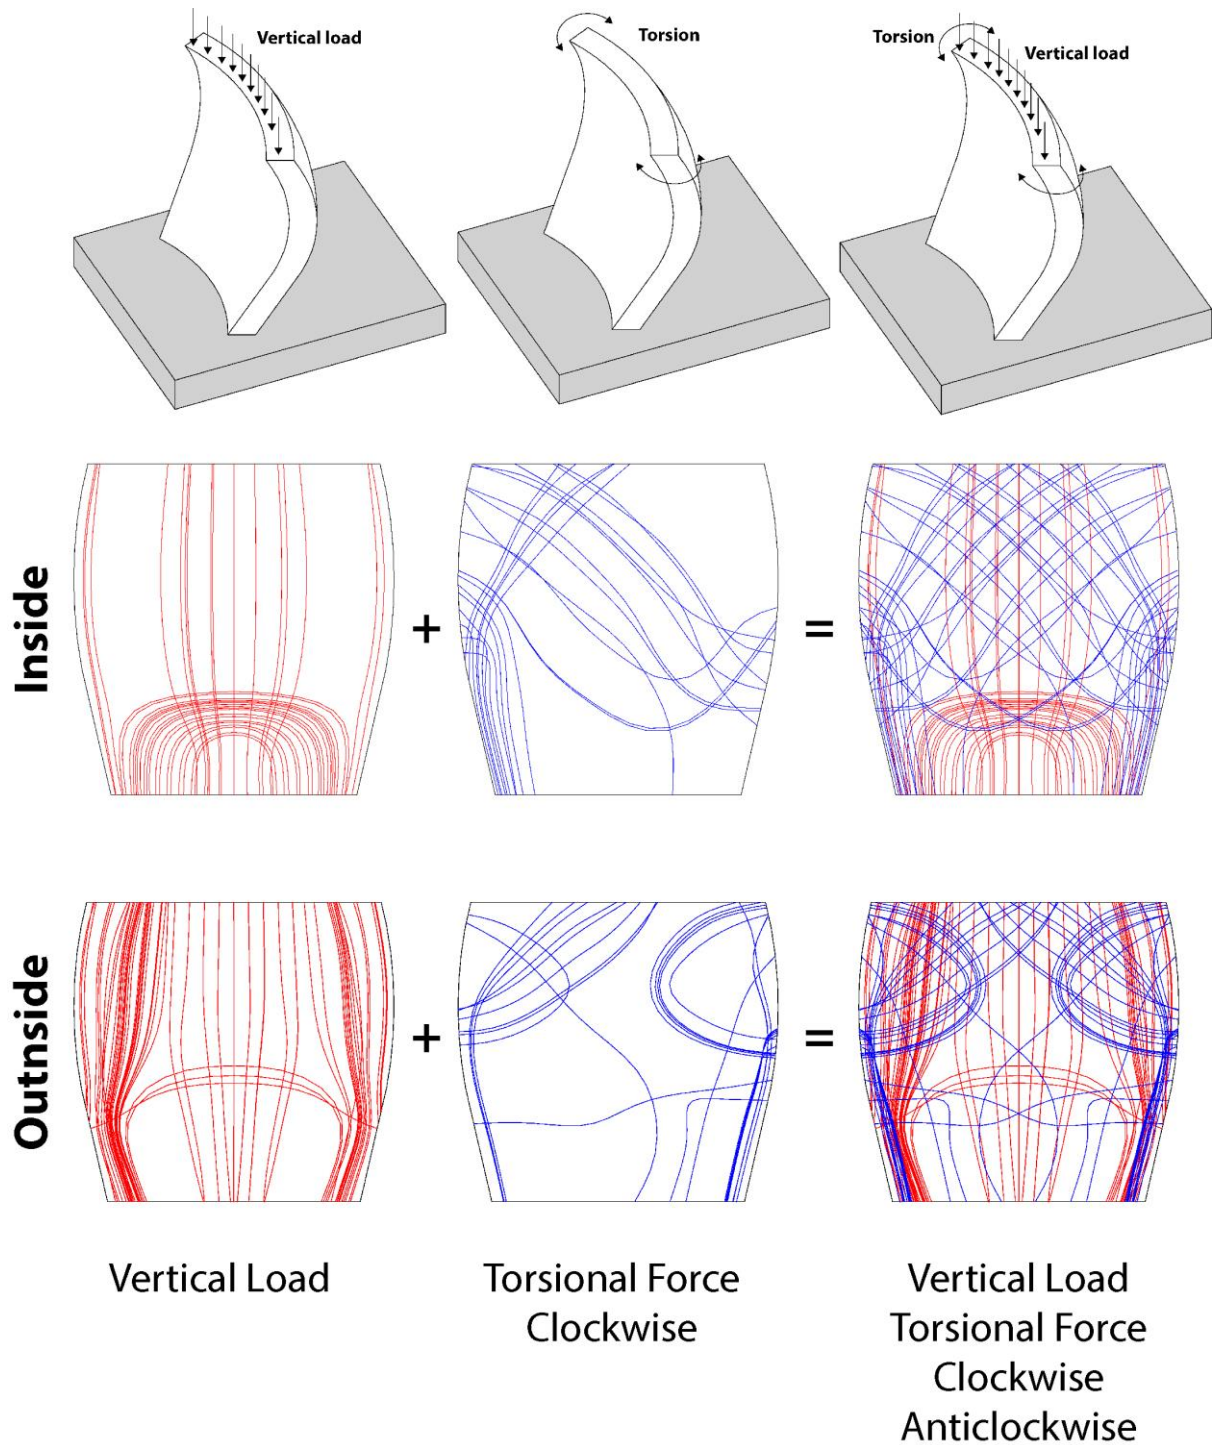 Vertical load
Torsion
Torsion
Vertical load
Inside
+
=
Outnside
+
=
Vertical Load
Torsional Force
Clockwise
Vertical Load
Torsional Force
Clockwise
Anticlockwise